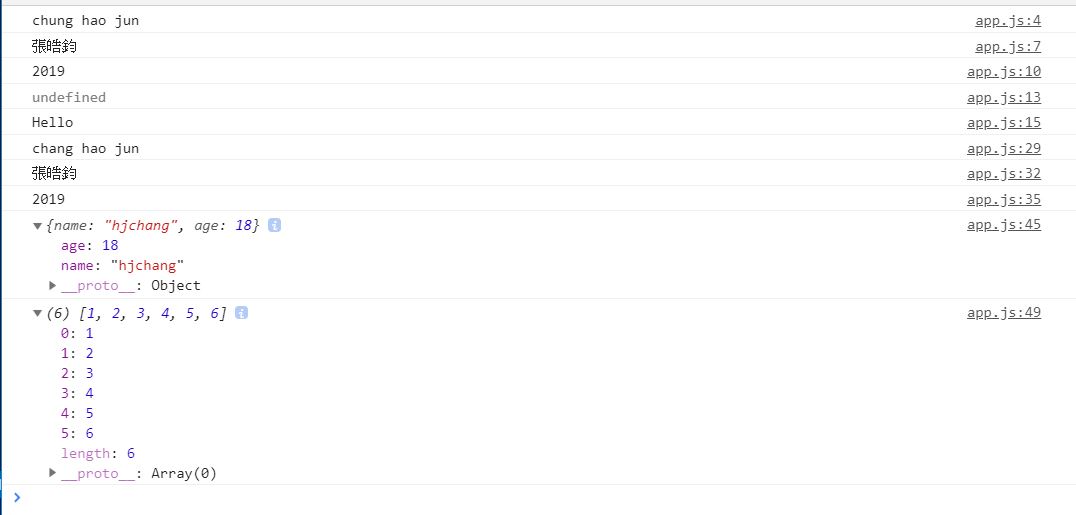 chung hao jun app.js:4
張皓鈞 app.js:7
2019 app.js:10
undefined app.js:13
Hello app.js:15
chang hao jun app.js:29
張皓鈞 app.js:32
2019 app.js:35
{name: "hjchang", age: 18} i app.js:45
age: 18
name: "hjchang"
__proto__: Object
(6) [1, 2, 3, 4, 5, 6] i app.js:49
0: 1
1: 2
2: 3
3: 4
4: 5
5: 6
length: 6
__proto__: Array(0)